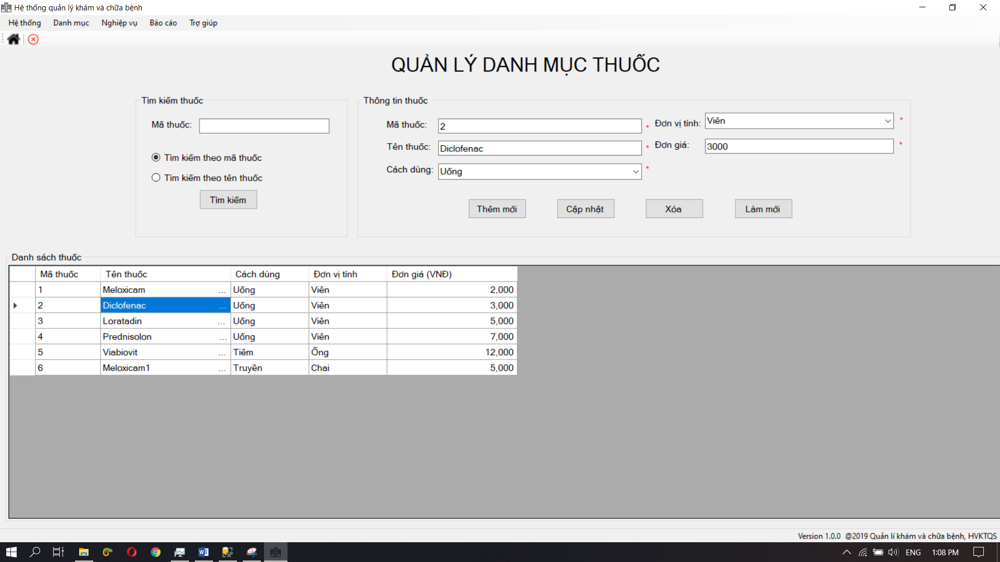 Hệ thống quản lý khám và chữa bệnh
Hệ thống Danh mục Nghiệp vụ Báo cáo Trợ giúp
QUẢN LÝ DANH MỤC THUỐC
Tìm kiếm thuốc
Mã thuốc:
Tìm kiếm theo mã thuốc
Tìm kiếm theo tên thuốc
Tìm kiếm
Thông tin thuốc
Mã thuốc: 2 * Đơn vị tính: Viên *
Tên thuốc: Diclofenac * Đơn giá: 3000 *
Cách dùng: Uống *
Thêm mới Cập nhật Xóa Làm mới
Danh sách thuốc
Mã thuốc Tên thuốc Cách dùng Đơn vị tính Đơn giá (VNĐ)
1 Meloxicam ... Uống Viên 2,000
2 Diclofenac ... Uống Viên 3,000
3 Loratadin ... Uống Viên 5,000
4 Prednisolon ... Uống Viên 7,000
5 Viabiovit ... Tiêm Ống 12,000
6 Meloxicam1 ... Truyền Chai 5,000
Version 1.0.0 @2019 Quản lí khám và chữa bệnh, HVKTQS
ENG 1:08 PM